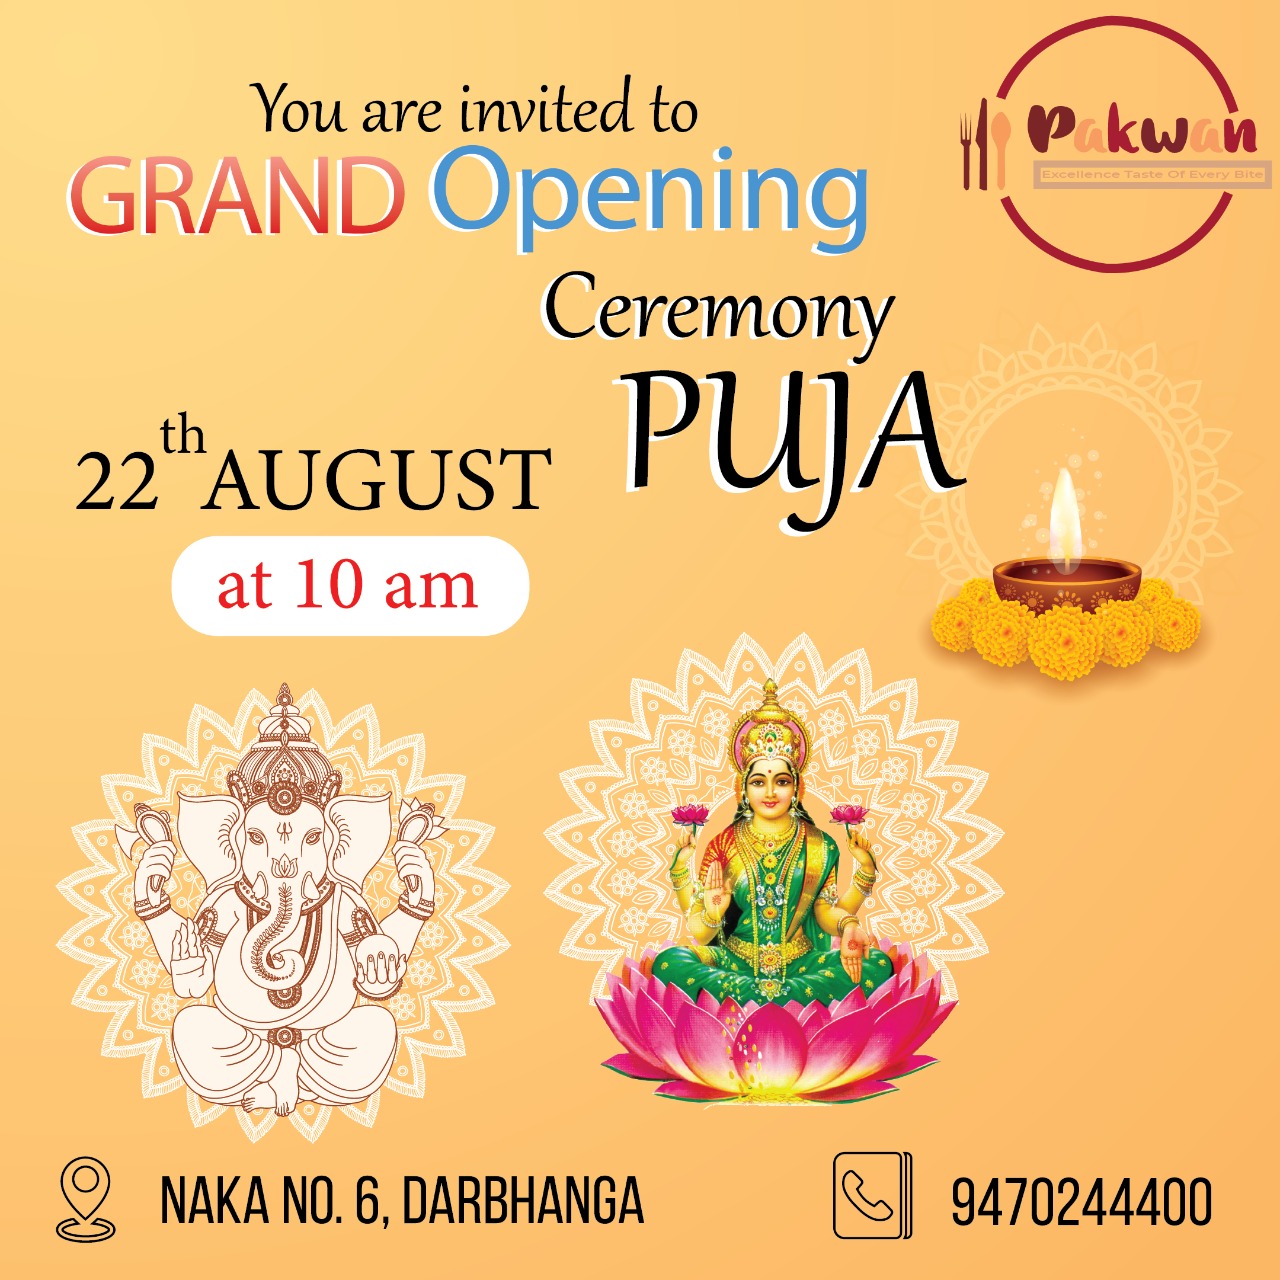 You are invited to
GRAND Opening
Ceremony
PUJA
Pakwan
Excellence Taste Of Every Bite
22th AUGUST
at 10 am
NAKA NO. 6, DARBHANGA
9470244400